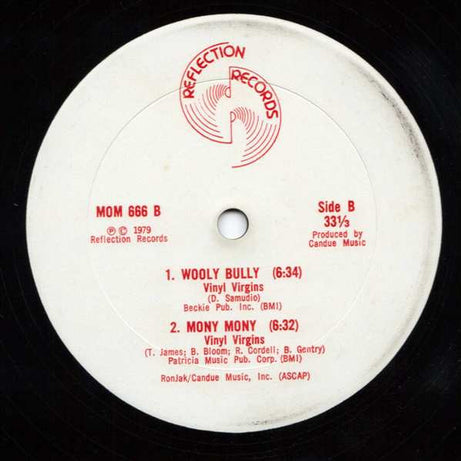 REFLECTION
RECORDS
MOM 666 B
Ⓟ © 1979
Reflection Records
Side B
33⅓
Produced by
Candue Music
1. WOOLY BULLY (6:34)
Vinyl Virgins
(D. Samudio)
Beckie Pub. Inc. (BMI)
2. MONY MONY (6:32)
Vinyl Virgins
(T. James; B. Bloom; R. Cordell; B. Gentry)
Patricia Music Pub. Corp. (BMI)
RonJak/Candue Music, Inc. (ASCAP)